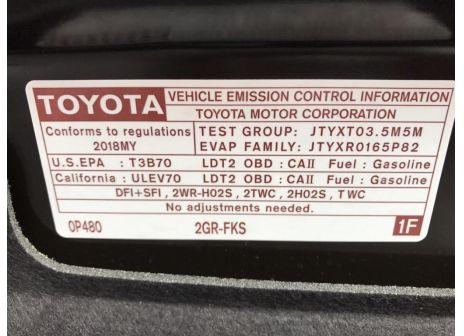 TOYOTA VEHICLE EMISSION CONTROL INFORMATION
TOYOTA MOTOR CORPORATION
Conforms to regulations TEST GROUP: JTYXT03.5M5M
2018MY EVAP FAMILY: JTYXR0165P82
U.S.EPA : T3B70 LDT2 OBD : CAII Fuel : Gasoline
California : ULEV70 LDT2 OBD : CAII Fuel : Gasoline
DFI+SFI , 2WR-HO2S , 2TWC , 2HO2S , TWC
No adjustments needed.
0P480 2GR-FKS 1F